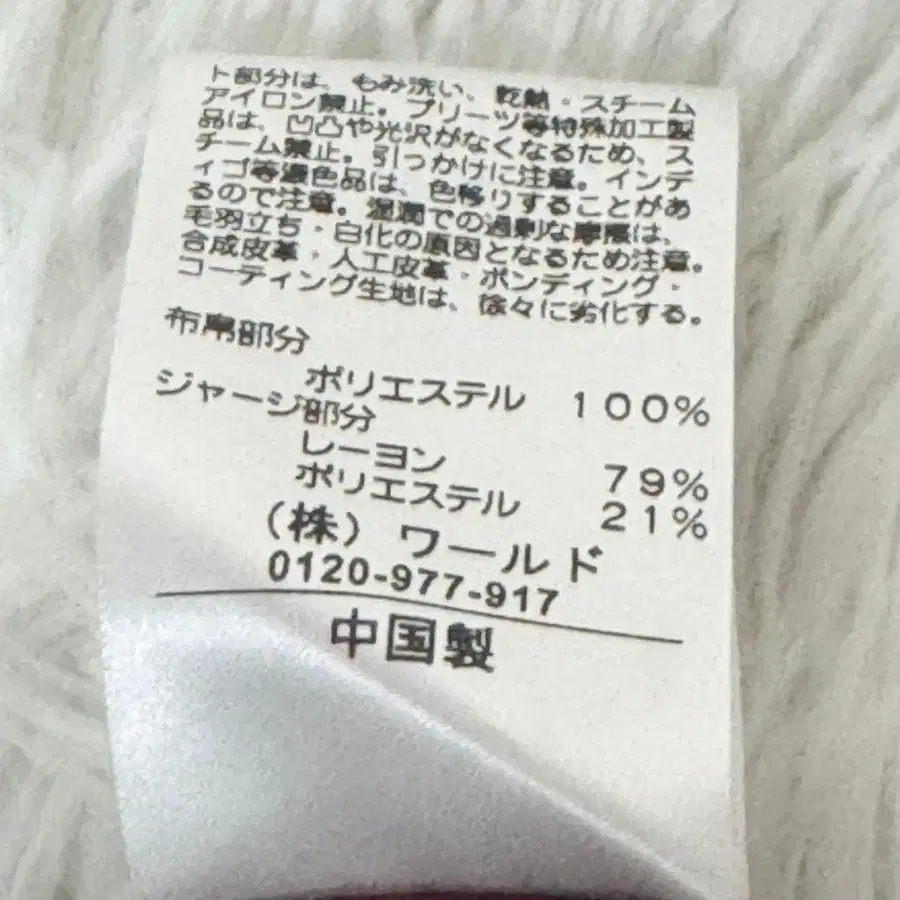 ト部分は、もみ洗い、乾熱・スチーム
アイロン禁止。プリーツ等特殊加工製
品は、凹凸や光沢がなくなるため、ス
チーム禁止。引っかけに注意。インデ
ィゴ等濃色品は、色移りすることがあ
るので注意。湿潤での過剰な摩擦は、
毛羽立ち・白化の原因となるため注意。
合成皮革・人工皮革・ボンディング・
コーティング生地は、徐々に劣化する。
布帛部分
ポリエステル 100%
ジャージ部分
レーヨン 79%
ポリエステル 21%
(株) ワールド
0120-977-917
中国製